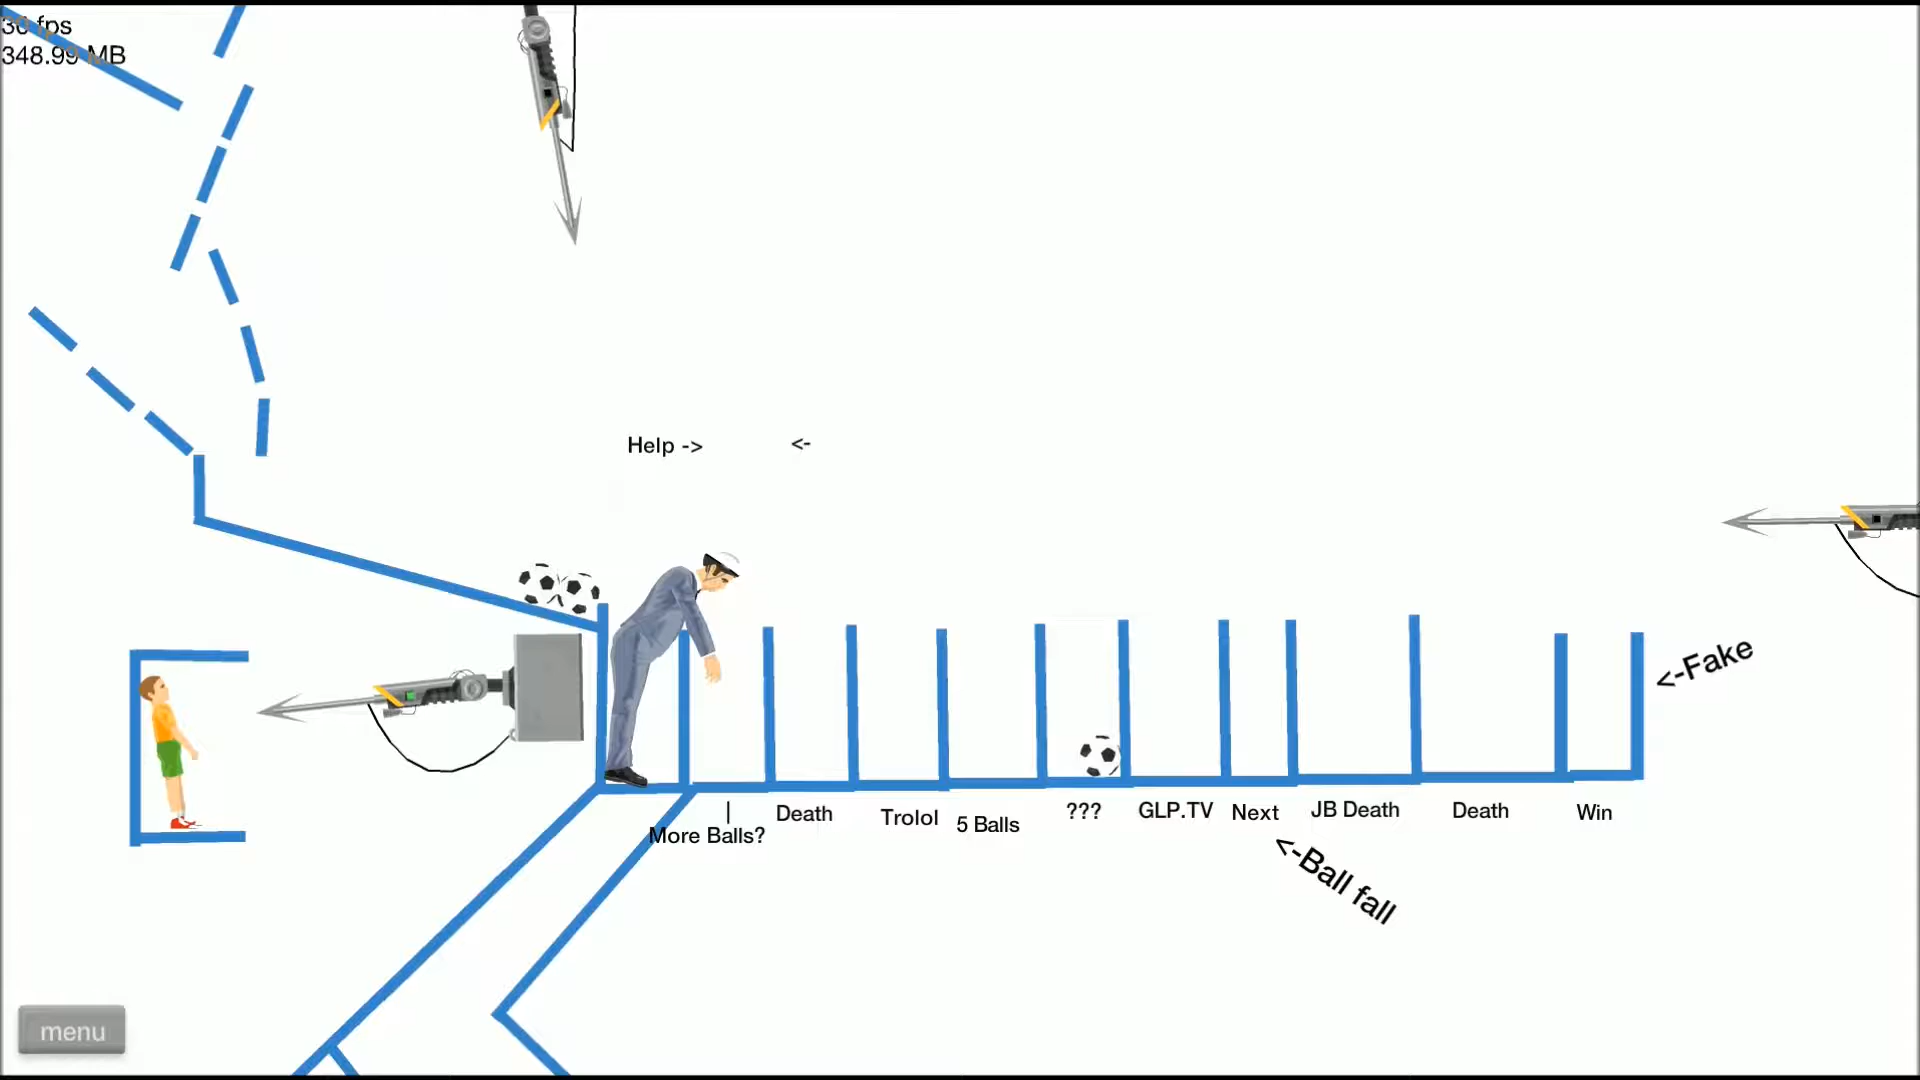 30 fps
348.99 MB
Help -> <-
<-Fake
|
More Balls?
Death
Trolol
5 Balls
???
GLP.TV
Next
JB Death
Death
Win
<-Ball fall
menu